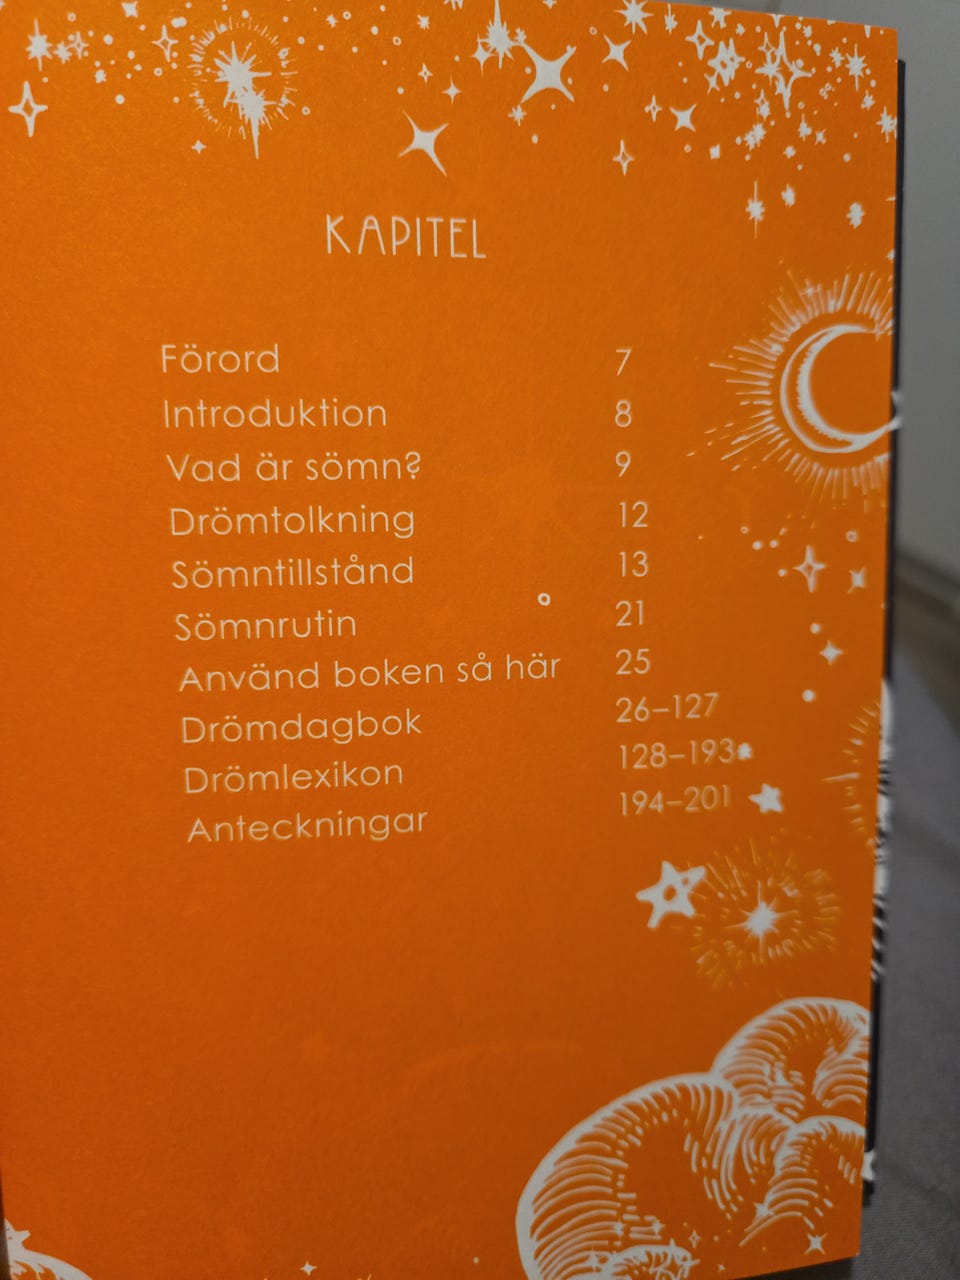 KAPITEL
Förord 7
Introduktion 8
Vad är sömn? 9
Drömtolkning 12
Sömntillstånd 13
Sömnrutin 21
Använd boken så här 25
Drömdagbok 26–127
Drömlexikon 128–193
Anteckningar 194–201